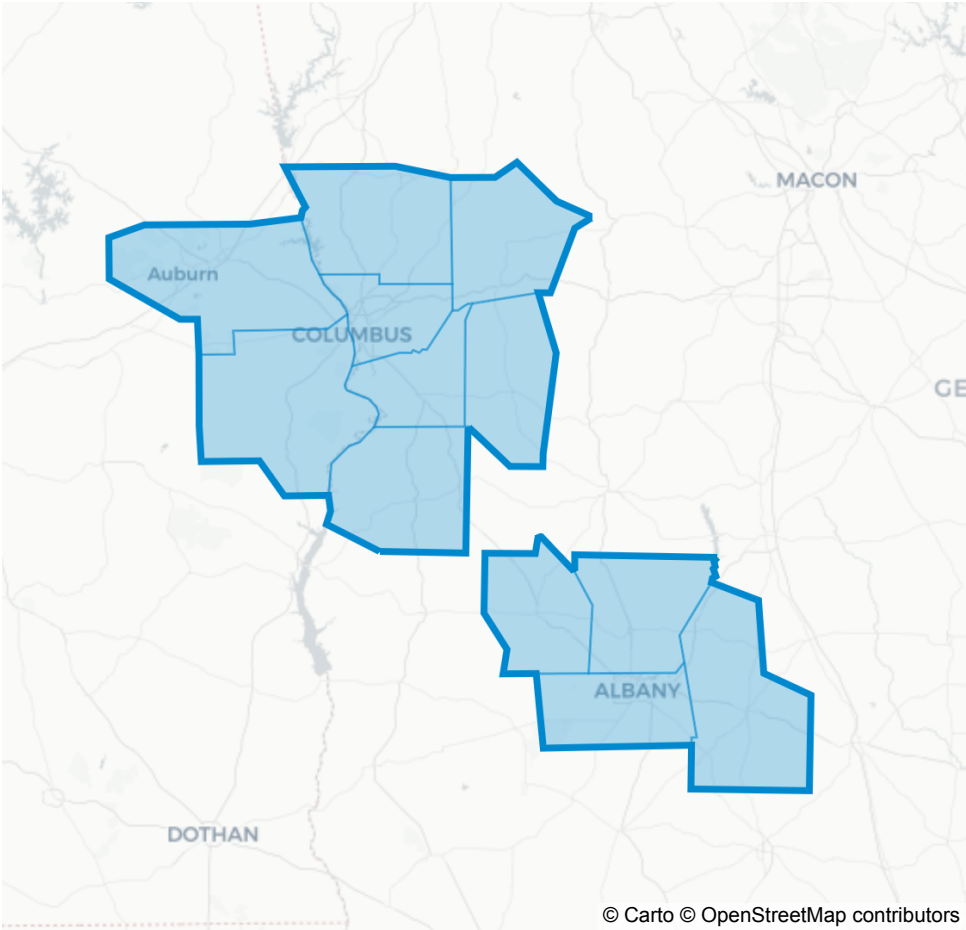 MACON
Auburn
COLUMBUS
GE
ALBANY
DOTHAN
© Carto © OpenStreetMap contributors